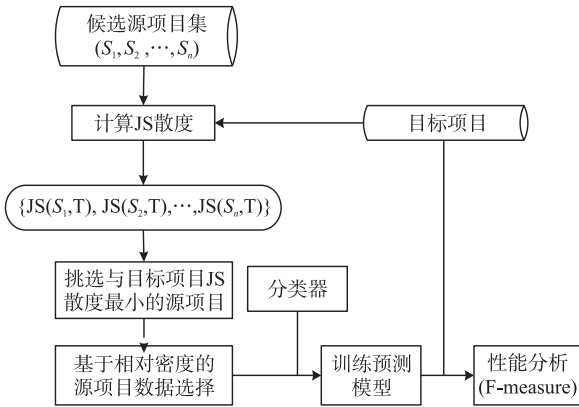 候选源项目集
(S1,S2,···,Sn)
计算JS散度
目标项目
{JS(S1,T), JS(S2,T),···,JS(Sn,T)}
挑选与目标项目JS
散度最小的源项目
分类器
基于相对密度的
源项目数据选择
训练预测
模型
性能分析
(F-measure)